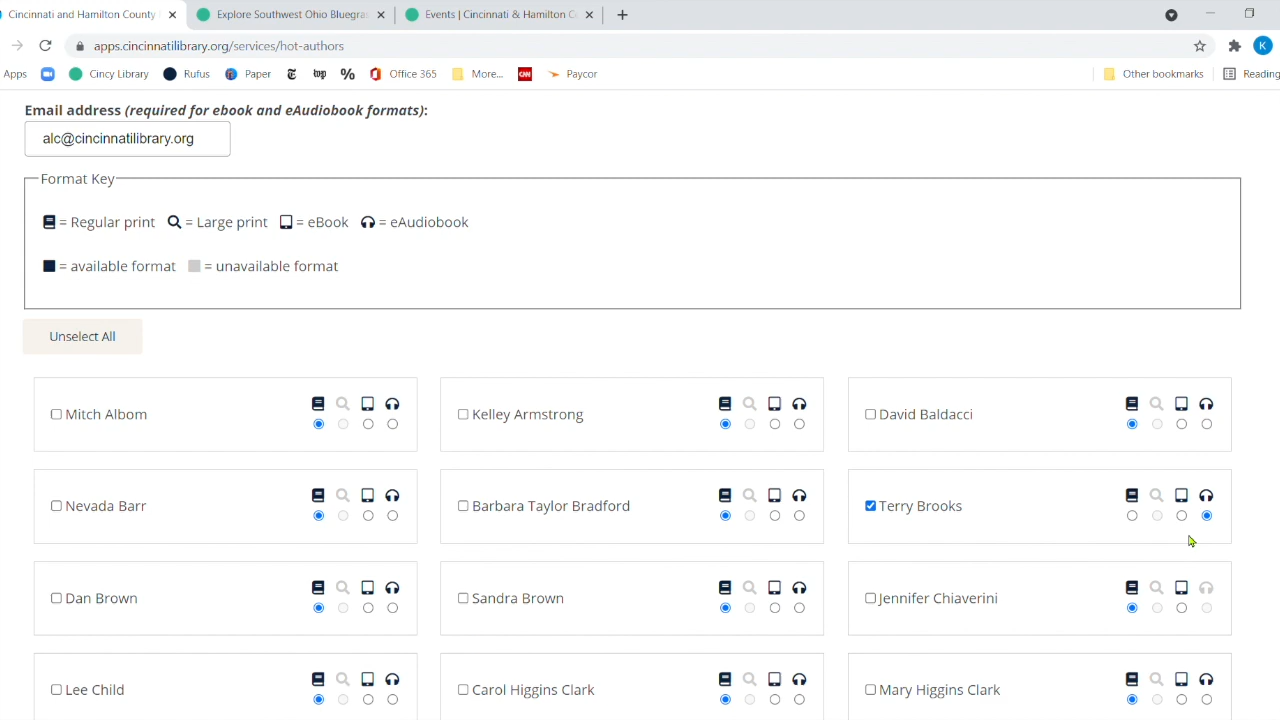 Cincinnati and Hamilton County
Explore Southwest Ohio Bluegra
Events | Cincinnati & Hamilton C
apps.cincinnatilibrary.org/services/hot-authors
K
Apps Cincy Library Rufus Paper wp % Office 365 More... CNN Paycor Other bookmarks Reading
Email address (required for ebook and eAudiobook formats):
alc@cincinnatilibrary.org
Format Key
= Regular print = Large print = eBook = eAudiobook
= available format = unavailable format
Unselect All
Mitch Albom Kelley Armstrong David Baldacci
Nevada Barr Barbara Taylor Bradford Terry Brooks
Dan Brown Sandra Brown Jennifer Chiaverini
Lee Child Carol Higgins Clark Mary Higgins Clark